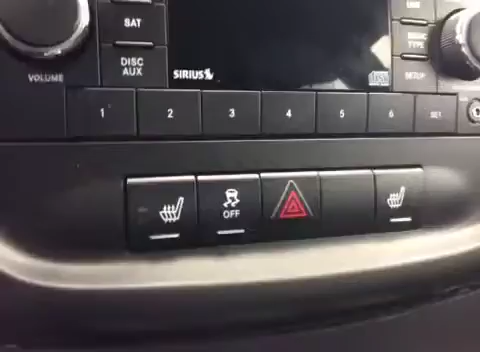 SAT
MUSIC
TYPE
DISC
AUX
SETUP
VOLUME
SIRIUS
1 2 3 4 5 6 SET
OFF